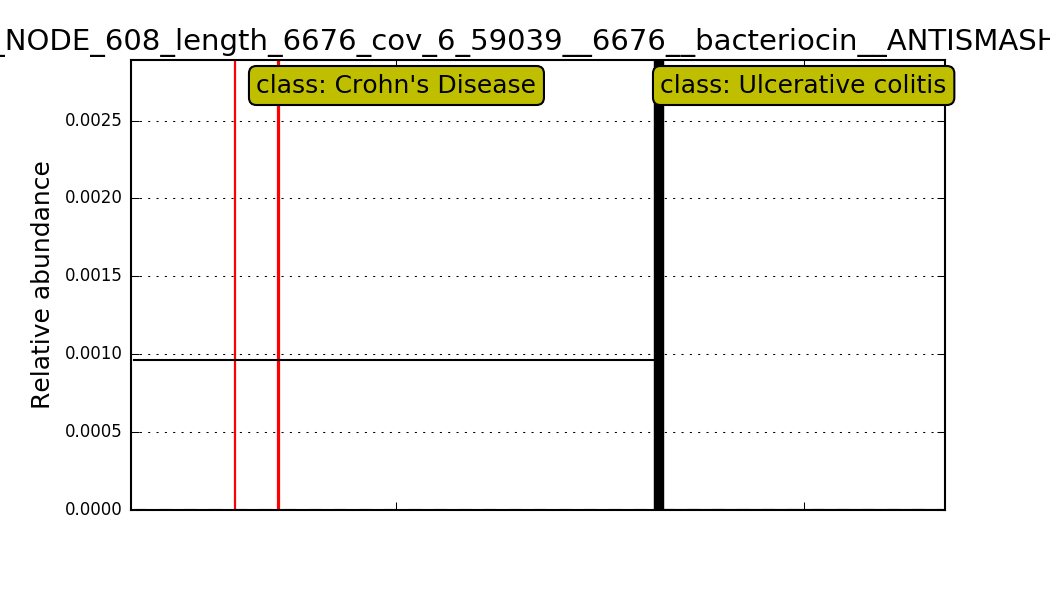 _NODE_608_length_6676_cov_6_59039__6676__bacteriocin__ANTISMASH
class: Crohn's Disease
class: Ulcerative colitis
0.0025
0.0020
0.0015
0.0010
0.0005
0.0000
Relative abundance